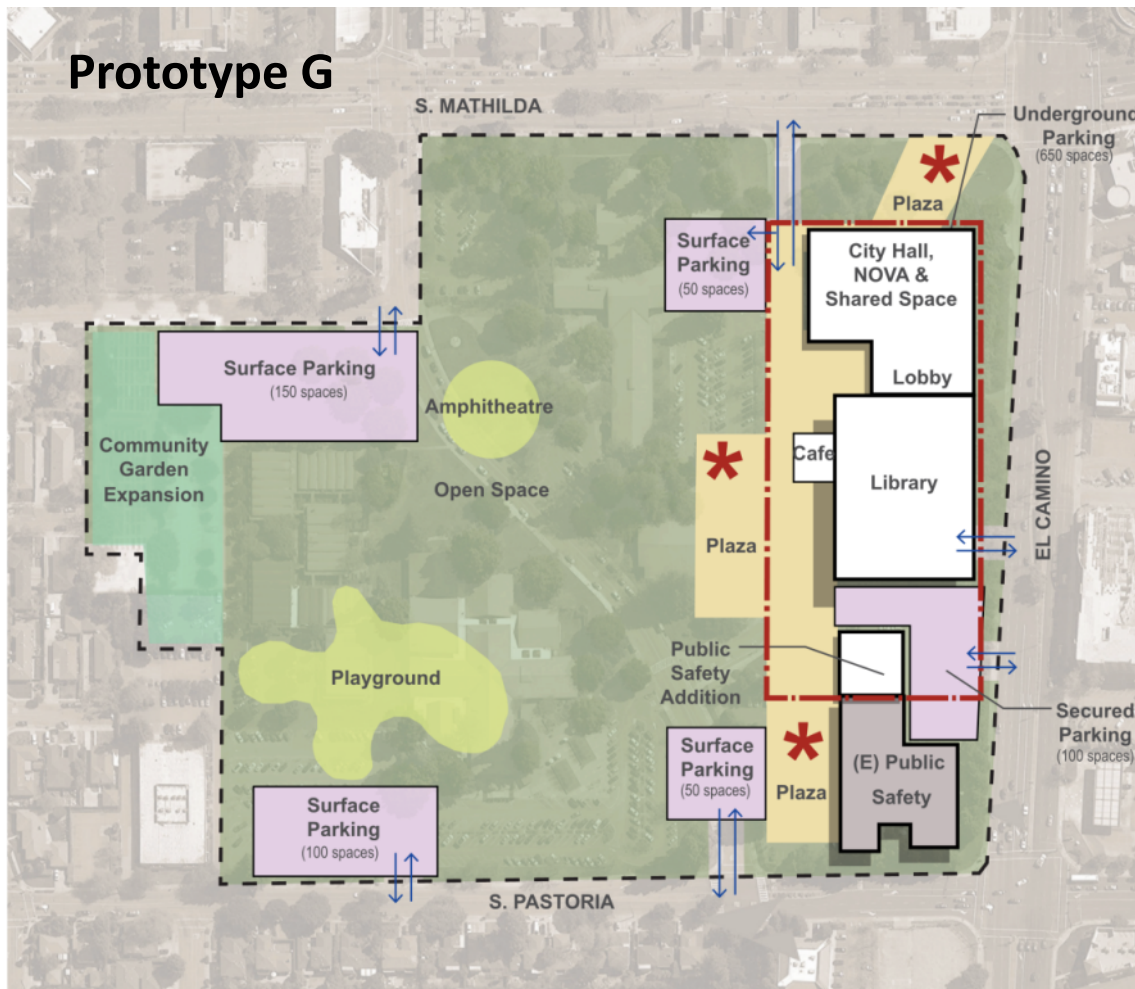 Prototype G
S. MATHILDA
Underground
Parking
(650 spaces)
*
Plaza
Surface
Parking
(50 spaces)
City Hall,
NOVA &
Shared Space
Lobby
Surface Parking
(150 spaces)
Amphitheatre
Community
Garden
Expansion
Open Space
*
Plaza
Cafe
Library
EL CAMINO
Playground
Public
Safety
Addition
Secured
Parking
(100 spaces)
Surface
Parking
(50 spaces)
*
Plaza
(E) Public
Safety
Surface
Parking
(100 spaces)
S. PASTORIA